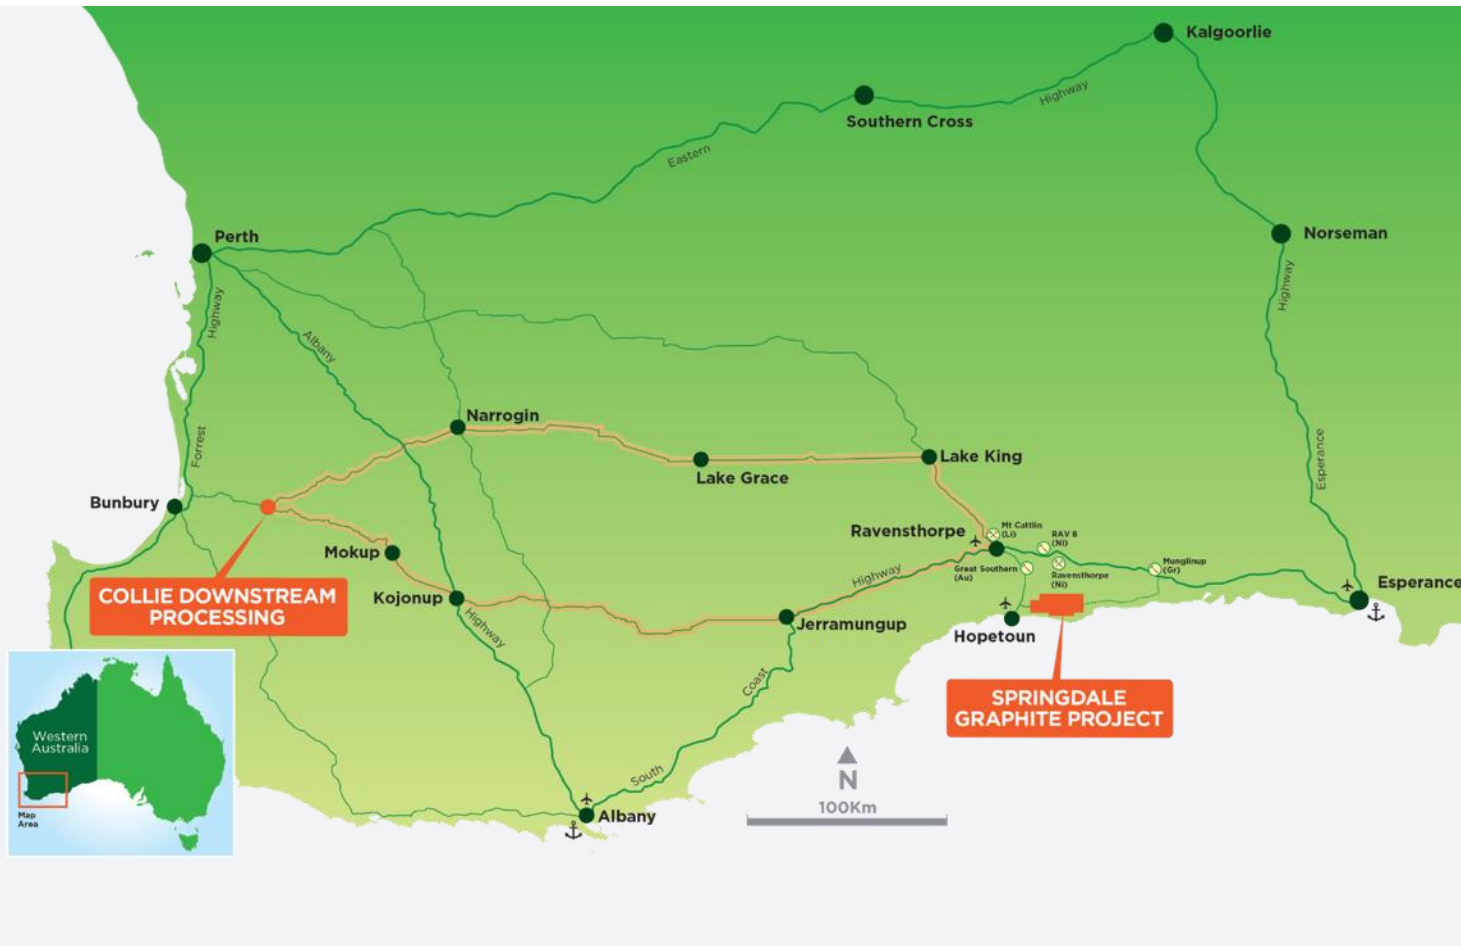 Kalgoorlie
Highway
Southern Cross
Eastern
Perth
Norseman
Highway
Highway
Albany
Narrogin
Forrest
Esperance
Lake King
Lake Grace
Bunbury
Mt Cattlin
(Li)
Ravensthorpe
RAV 8
(Ni)
Mokup
Great Southern
(Au)
Ravensthorpe
(Ni)
Munglinup
(Gr)
Highway
Esperance
COLLIE DOWNSTREAM
PROCESSING
Kojonup
Highway
Jerramungup
Hopetoun
Coast
SPRINGDALE
GRAPHITE PROJECT
Western
Australia
Map
Area
South
N
100Km
Albany